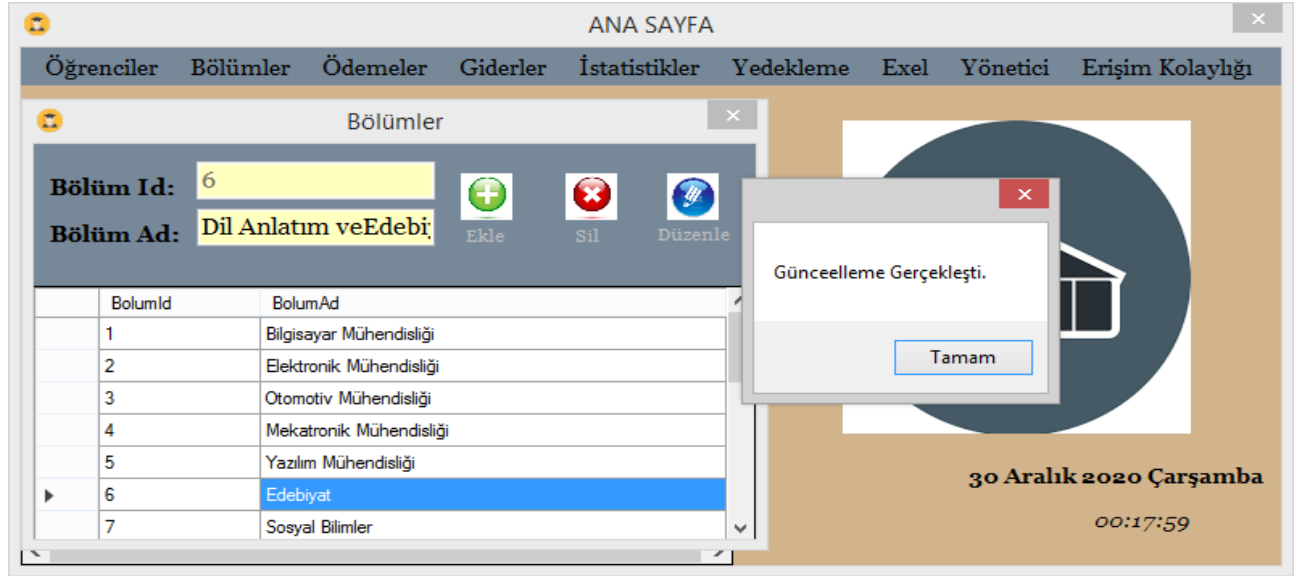 ANA SAYFA
Öğrenciler Bölümler Ödemeler Giderler İstatistikler Yedekleme Exel Yönetici Erişim Kolaylığı
Bölümler
Bölüm Id: 6
Bölüm Ad: Dil Anlatım veEdebi
Ekle Sil Düzenle
BolumId BolumAd
1 Bilgisayar Mühendisliği
2 Elektronik Mühendisliği
3 Otomotiv Mühendisliği
4 Mekatronik Mühendisliği
5 Yazılım Mühendisliği
6 Edebiyat
7 Sosyal Bilimler
Günceelleme Gerçekleşti.
Tamam
30 Aralık 2020 Çarşamba
00:17:59